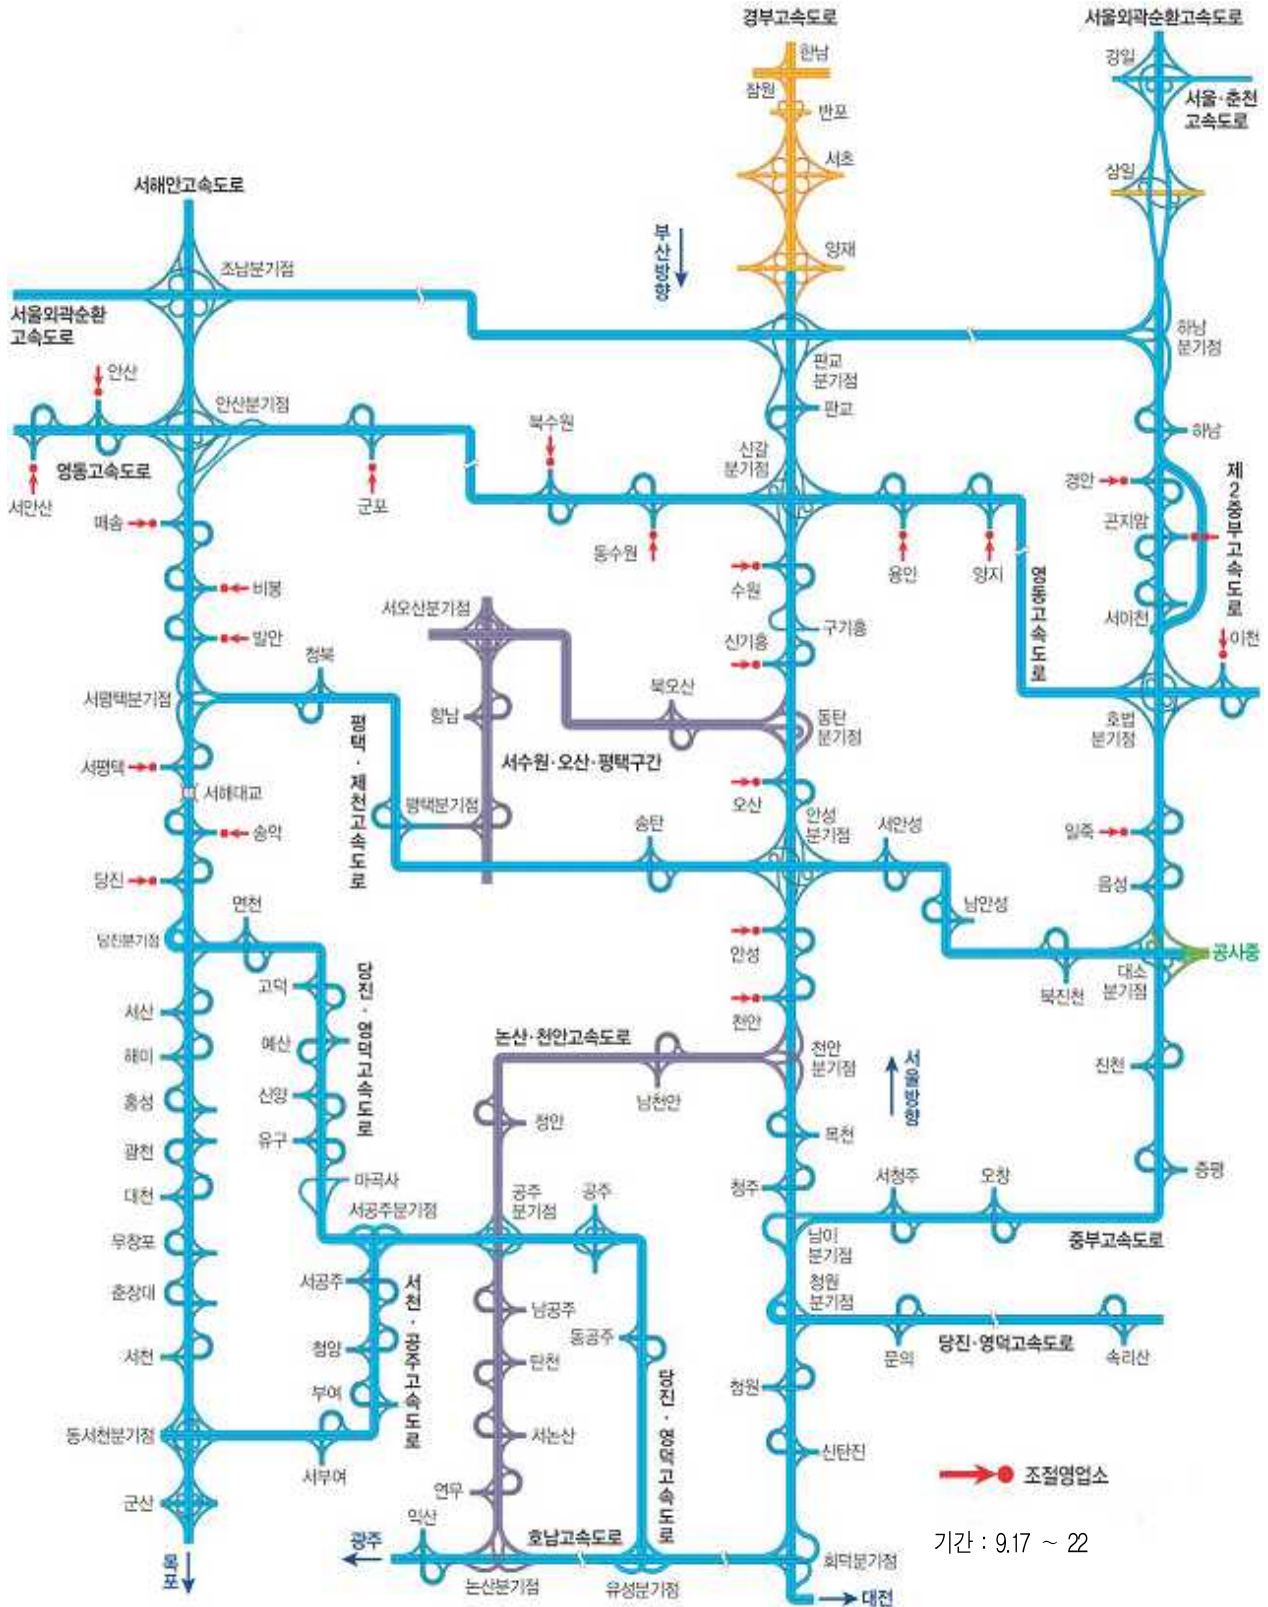 경부고속도로
서울외곽순환고속도로
한남
잠원
반포
서초
양재
강일
서울·춘천
고속도로
상일
서해안고속도로
부산방향
조남분기점
서울외곽순환
고속도로
하남
분기점
판교
분기점
판교
안산
안산분기점
영동고속도로
서안산
군포
북수원
동수원
신갈
분기점
하남
경안
곤지암
서이천
제2중부고속도로
이천
매송
비봉
발안
수원
구기흥
신기흥
용인
양지
영동고속도로
서오산분기점
향남
북오산
동탄
분기점
서수원·오산·평택구간
청북
서평택분기점
평택·제천고속도로
평택분기점
서평택
서해대교
송악
당진
오산
안성
분기점
송탄
서안성
남안성
호법
분기점
일죽
음성
공사중
대소
분기점
북진천
안성
천안
면천
당진분기점
당진·영덕고속도로
고덕
예산
신양
유구
마곡사
서산
해미
홍성
광천
대천
무창포
춘장대
서천
동서천분기점
군산
목포
논산·천안고속도로
남천안
천안
분기점
서울방향
정안
목천
청주
진천
증평
서청주
오창
중부고속도로
남이
분기점
청원
분기점
문의
당진·영덕고속도로
속리산
서공주분기점
공주
분기점
공주
서공주
청양
부여
서부여
서천·공주고속도로
남공주
탄천
서논산
연무
동공주
당진·영덕고속도로
청원
신탄진
익산
광주
호남고속도로
논산분기점
유성분기점
회덕분기점
대전
조절영업소
기간 : 9.17 ~ 22